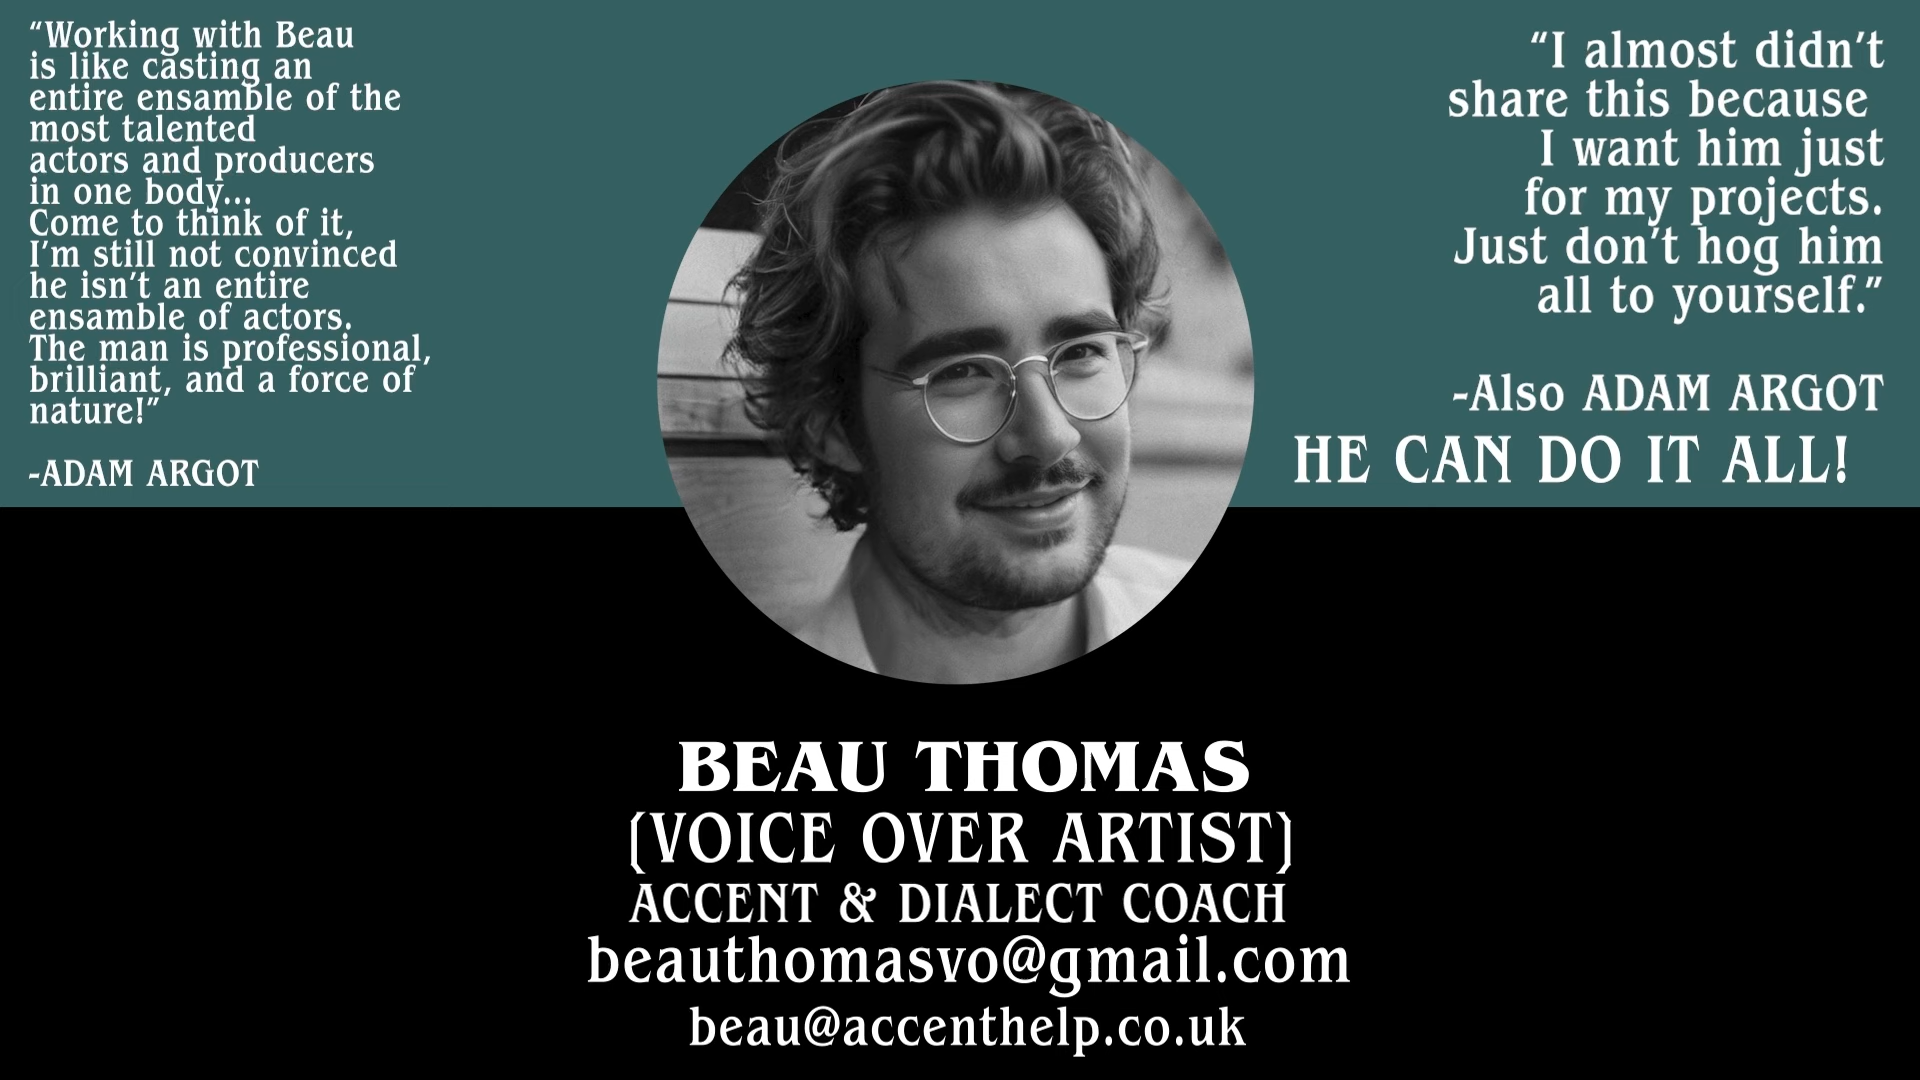 “Working with Beau
is like casting an
entire ensamble of the
most talented
actors and producers
in one body...
Come to think of it,
I’m still not convinced
he isn’t an entire
ensamble of actors.
The man is professional,
brilliant, and a force of
nature!”
-ADAM ARGOT
“I almost didn’t
share this because
I want him just
for my projects.
Just don’t hog him
all to yourself.”
-Also ADAM ARGOT
HE CAN DO IT ALL!
BEAU THOMAS
(VOICE OVER ARTIST)
ACCENT & DIALECT COACH
beauthomasvo@gmail.com
beau@accenthelp.co.uk